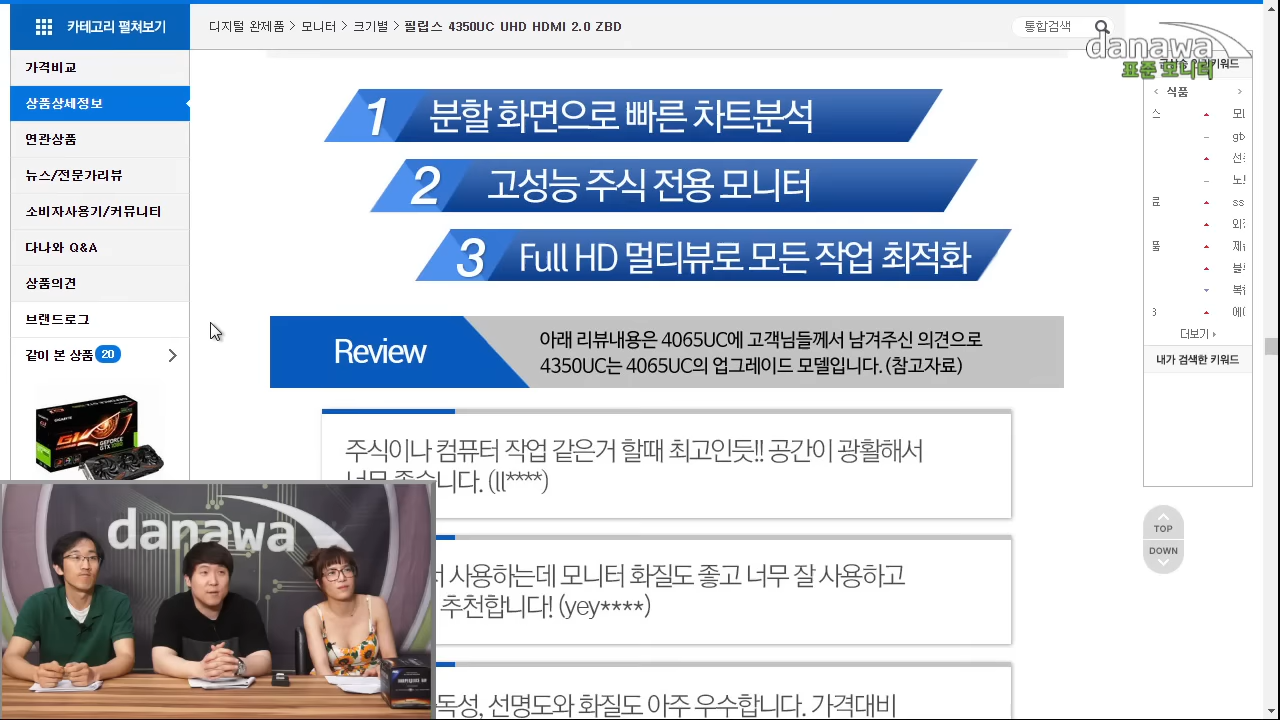 카테고리 펼쳐보기
디지털 완제품 > 모니터 > 크기별 > 필립스 4350UC UHD HDMI 2.0 ZBD
통합검색
danawa
표준 모니터
가격비교
상품상세정보
연관상품
뉴스/전문가리뷰
소비자사용기/커뮤니티
다나와 Q&A
상품의견
브랜드로그
같이 본 상품 20
GEFORCE
1 분할 화면으로 빠른 차트분석
2 고성능 주식 전용 모니터
3 Full HD 멀티뷰로 모든 작업 최적화
Review
아래 리뷰내용은 4065UC에 고객님들께서 남겨주신 의견으로
4350UC는 4065UC의 업그레이드 모델입니다. (참고자료)
주식이나 컴퓨터 작업 같은거 할때 최고인듯!! 공간이 광활해서
너무 좋습니다. (ll****)
사용하는데 모니터 화질도 좋고 너무 잘 사용하고
추천합니다! (yey****)
독성, 선명도와 화질도 아주 우수합니다. 가격대비
키워드
< 식품 >
더보기
내가 검색한 키워드
TOP
DOWN
danawa